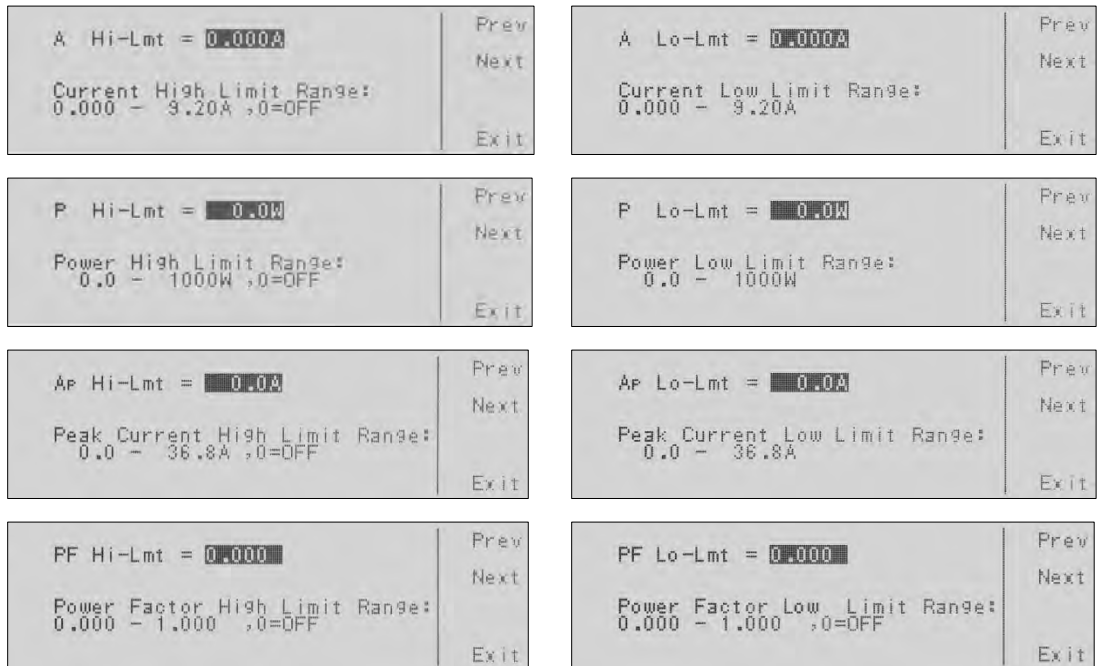 A Hi-Lmt = 0.000A
Current High Limit Range:
0.000 - 9.20A ,0=OFF
Prev
Next
Exit
A Lo-Lmt = 0.000A
Current Low Limit Range:
0.000 - 9.20A
Prev
Next
Exit
P Hi-Lmt = 0.0W
Power High Limit Range:
0.0 - 1000W ,0=OFF
Prev
Next
Exit
P Lo-Lmt = 0.0W
Power Low Limit Range:
0.0 - 1000W
Prev
Next
Exit
AP Hi-Lmt = 0.0A
Peak Current High Limit Range:
0.0 - 36.8A ,0=OFF
Prev
Next
Exit
AP Lo-Lmt = 0.0A
Peak Current Low Limit Range:
0.0 - 36.8A
Prev
Next
Exit
PF Hi-Lmt = 0.000
Power Factor High Limit Range:
0.000 - 1.000 ,0=OFF
Prev
Next
Exit
PF Lo-Lmt = 0.000
Power Factor Low Limit Range:
0.000 - 1.000 ,0=OFF
Prev
Next
Exit